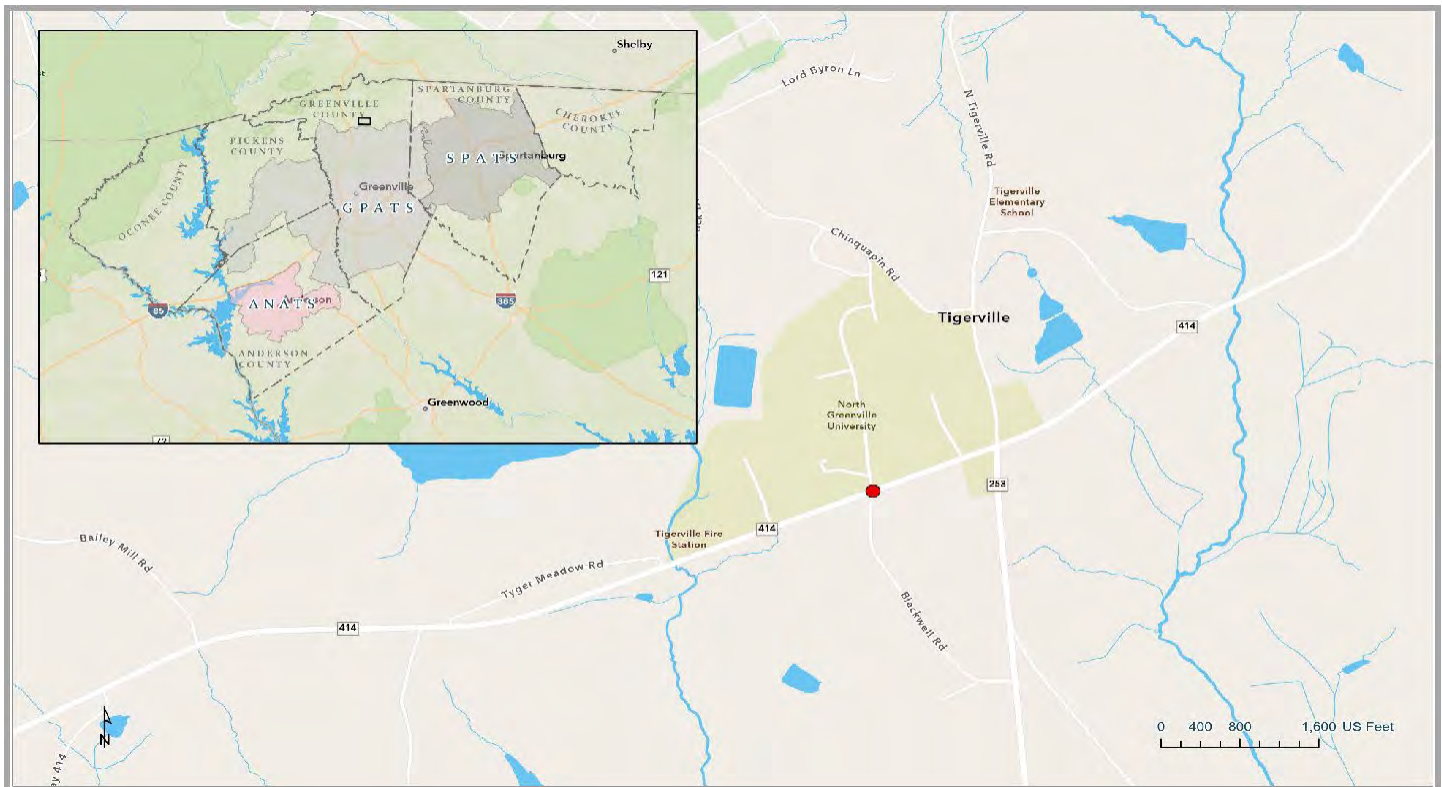 Shelby
SPARTANBURG
COUNTY
GREENVILLE
COUNTY
CHEROKEE
COUNTY
PICKENS
COUNTY
SPATS
Spartanburg
OCONEE COUNTY
Greenville
GPATS
121
ANATS
Anderson
85
385
ANDERSON
COUNTY
Greenwood
72
Lord Byron Ln
N Tigerville Rd
Tigerville
Elementary
School
Chinquapin Rd
Tigerville
414
North
Greenville
University
253
414
Tigerville Fire
Station
Bailey Mill Rd
Tyger Meadow Rd
Blackwell Rd
414
N
0 400 800 1,600 US Feet
414